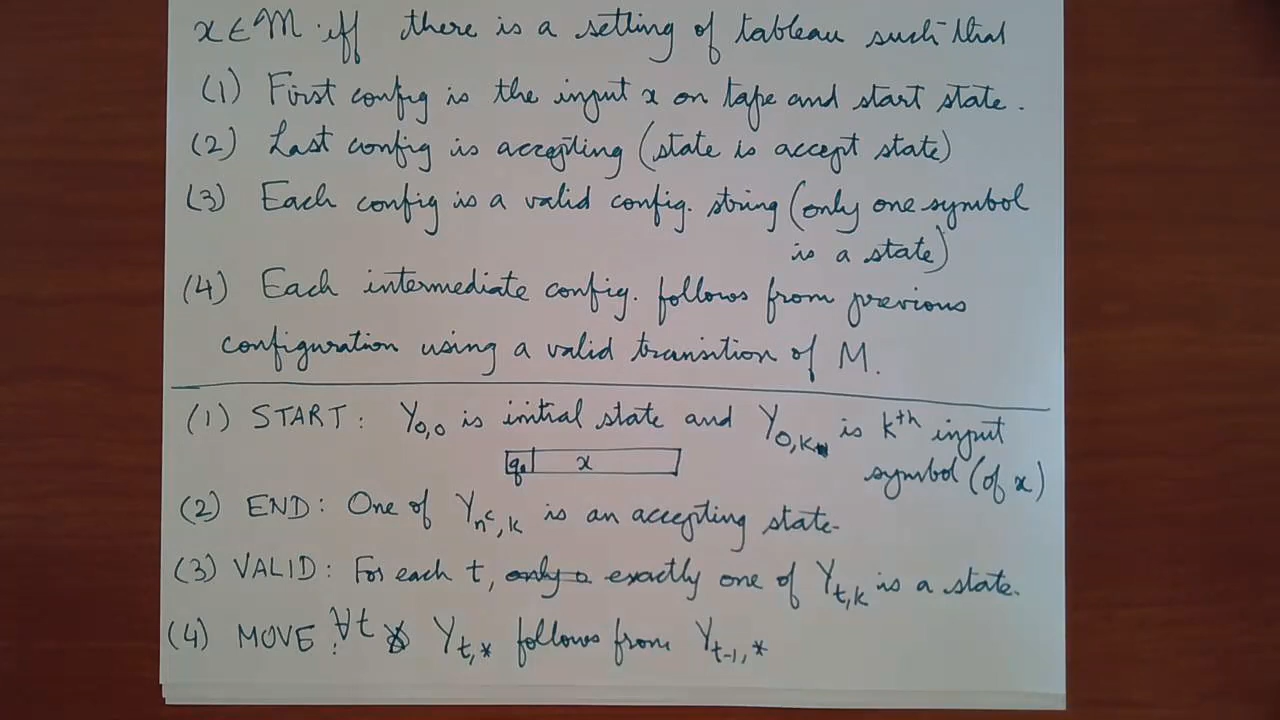 x ∈ M iff there is a setting of tableau such that
(1) First config is the input x on tape and start state.
(2) Last config is accepting (state is accept state)
(3) Each config is a valid config. string (only one symbol
is a state)
(4) Each intermediate config. follows from previous
configuration using a valid transition of M.
(1) START: Y0,0 is initial state and Y0,k is kth input
symbol (of x)
q0 x
(2) END: One of Yn^c,k is an accepting state.
(3) VALID: For each t, only a exactly one of Yt,k is a state.
(4) MOVE: ∀t Yt,* follows from Yt-1,*